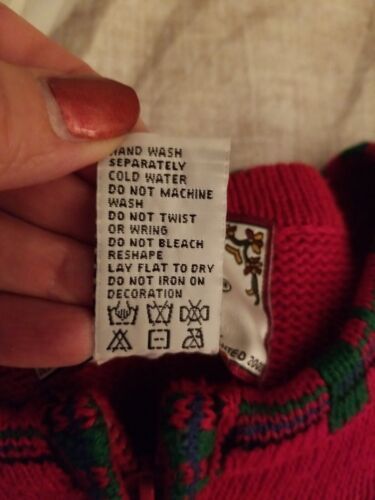 HAND WASH
SEPARATELY
COLD WATER
DO NOT MACHINE
WASH
DO NOT TWIST
OR WRING
DO NOT BLEACH
RESHAPE
LAY FLAT TO DRY
DO NOT IRON ON
DECORATION
®